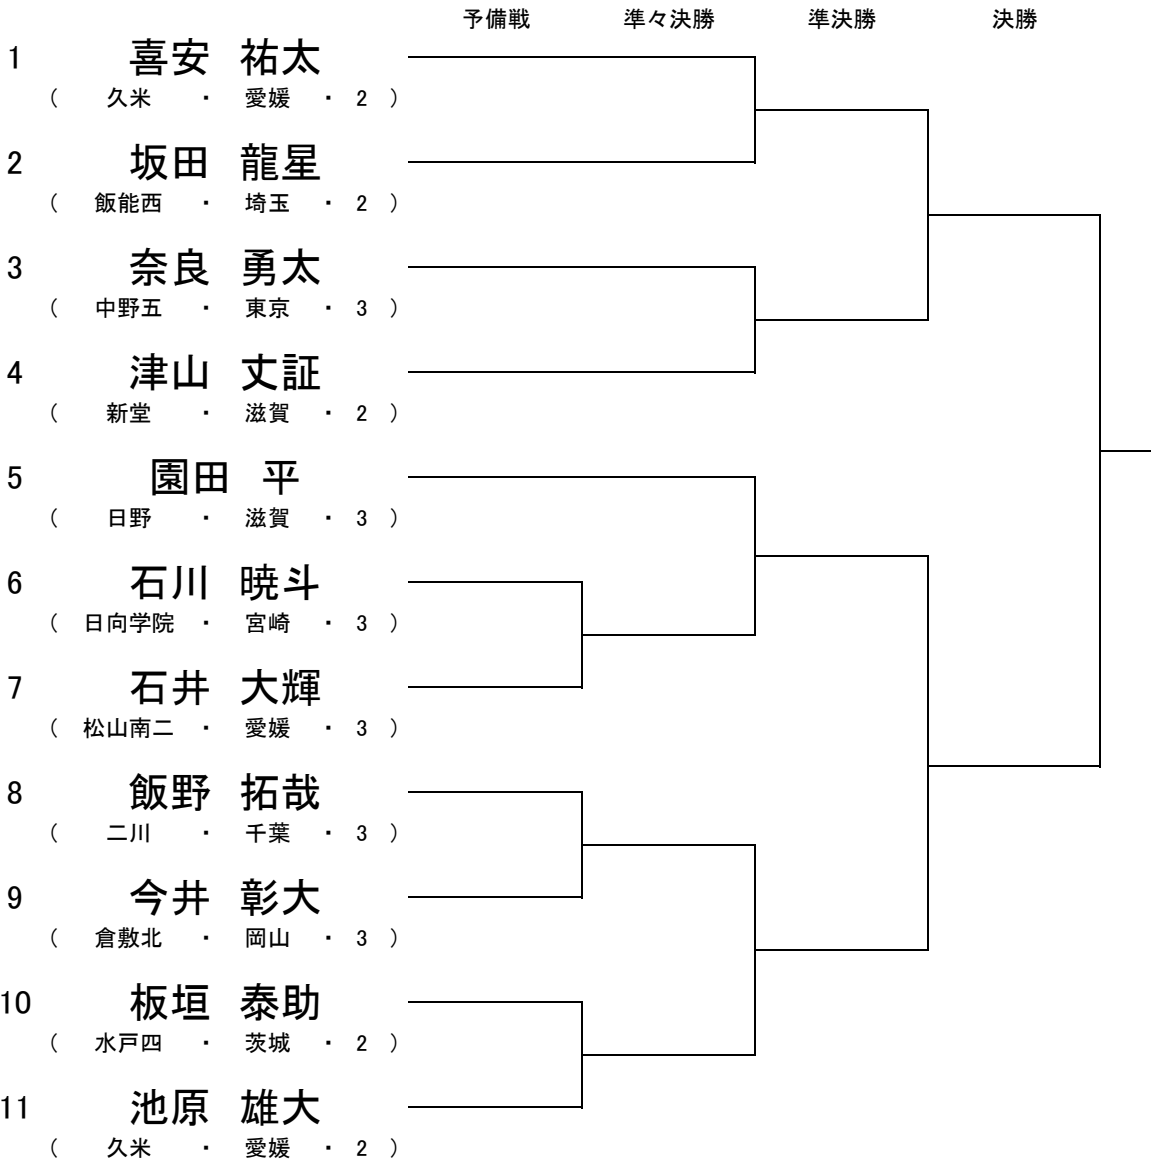 予備戦 準々決勝 準決勝 決勝
1 喜安 祐太
( 久米 ・ 愛媛 ・ 2 )
2 坂田 龍星
( 飯能西 ・ 埼玉 ・ 2 )
3 奈良 勇太
( 中野五 ・ 東京 ・ 3 )
4 津山 丈証
( 新堂 ・ 滋賀 ・ 2 )
5 園田 平
( 日野 ・ 滋賀 ・ 3 )
6 石川 暁斗
( 日向学院 ・ 宮崎 ・ 3 )
7 石井 大輝
( 松山南二 ・ 愛媛 ・ 3 )
8 飯野 拓哉
( 二川 ・ 千葉 ・ 3 )
9 今井 彰大
( 倉敷北 ・ 岡山 ・ 3 )
10 板垣 泰助
( 水戸四 ・ 茨城 ・ 2 )
11 池原 雄大
( 久米 ・ 愛媛 ・ 2 )